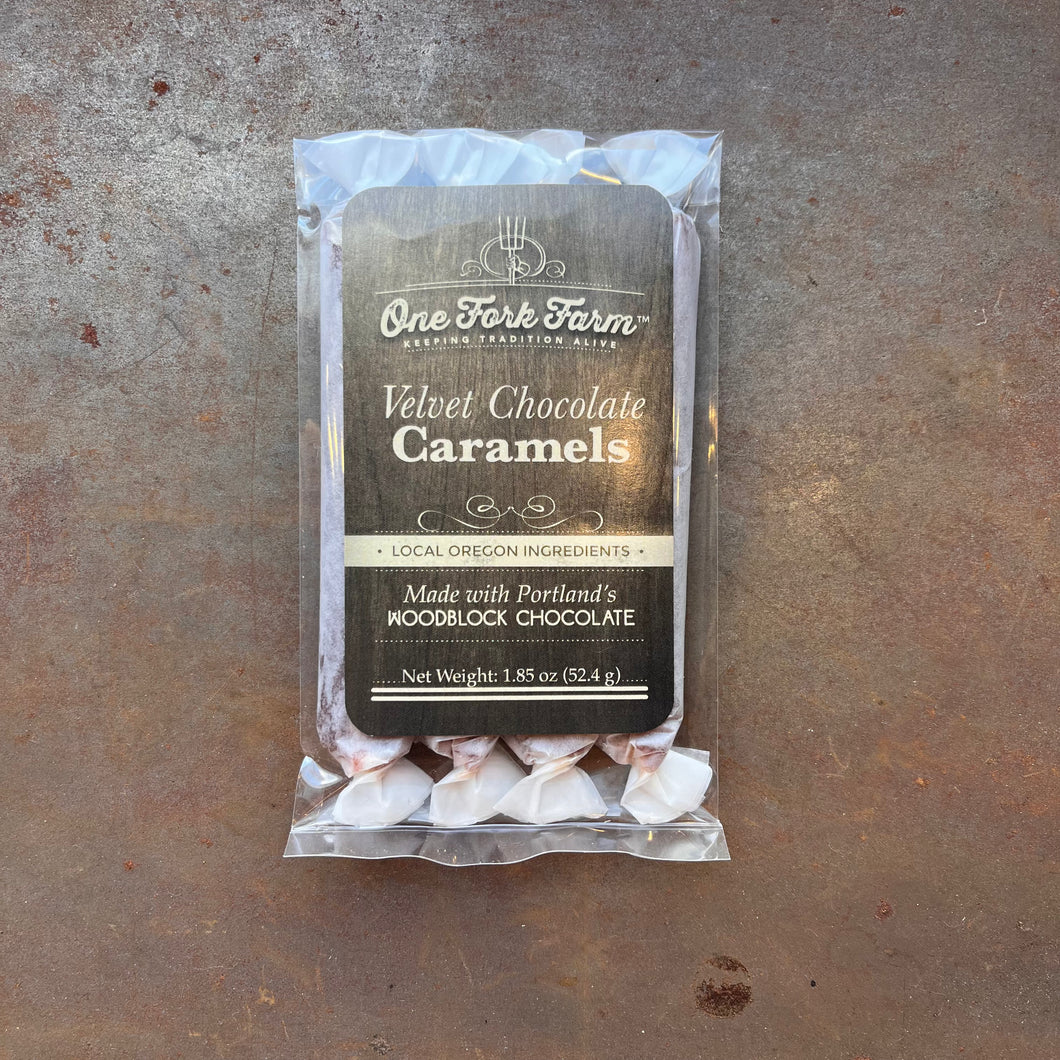 One Fork Farm™
KEEPING TRADITION ALIVE
Velvet Chocolate
Caramels
• LOCAL OREGON INGREDIENTS •
Made with Portland's
WOODBLOCK CHOCOLATE
Net Weight: 1.85 oz (52.4 g)